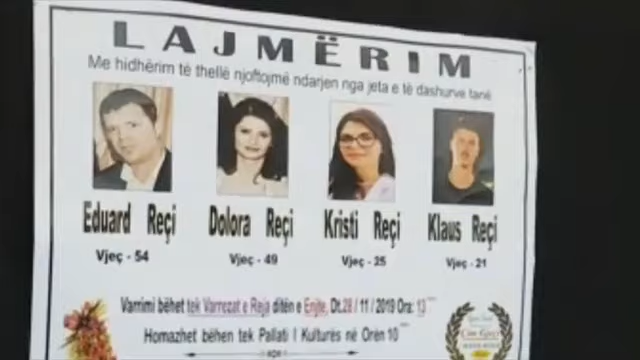 LAJMËRIM
Me hidhërim të thellë njoftojmë ndarjen nga jeta e të dashurve tanë
Eduard Reçi Dolora Reçi Kristi Reçi Klaus Reçi
Vjeç - 54 Vjeç - 49 Vjeç - 25 Vjeç - 21
Varrimi bëhet tek Varrezat e Reja ditën e Enjte, Dt.28 / 11 / 2019 Ora: 13
Homazhet bëhen tek Pallati I Kulturës në Orën 10